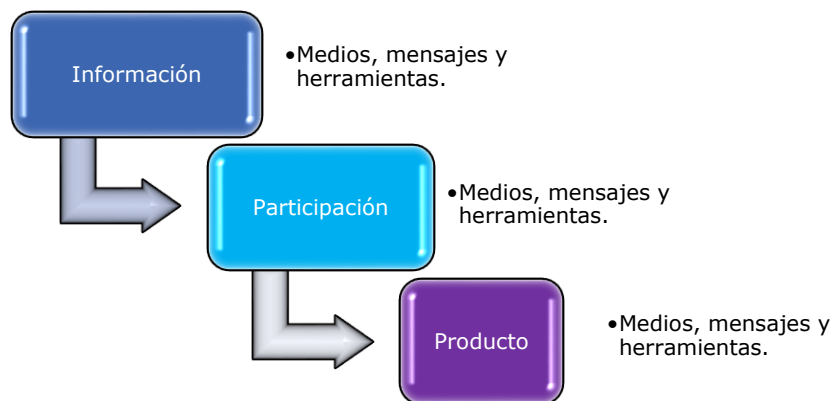 Información
•Medios, mensajes y
herramientas.
Participación
•Medios, mensajes y
herramientas.
Producto
•Medios, mensajes y
herramientas.